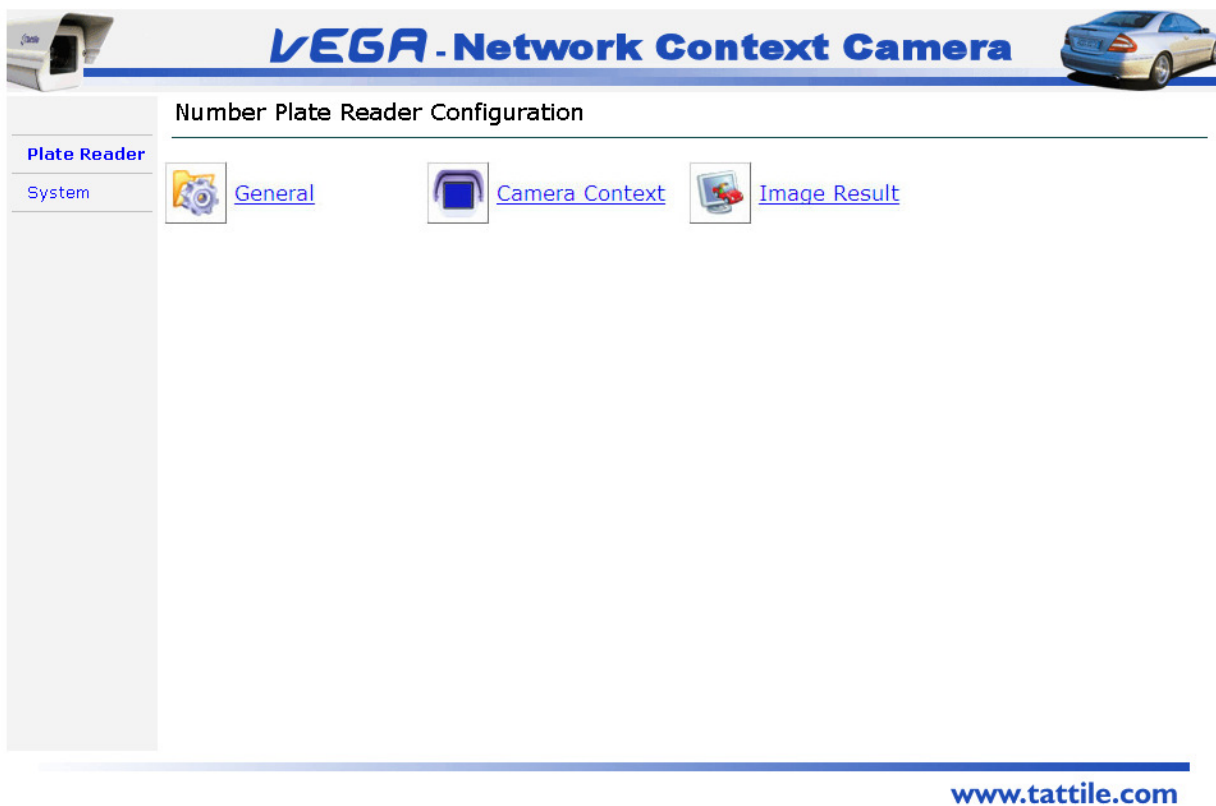 VEGA - Network Context Camera
Number Plate Reader Configuration
Plate Reader
System
General
Camera Context
Image Result
www.tattile.com